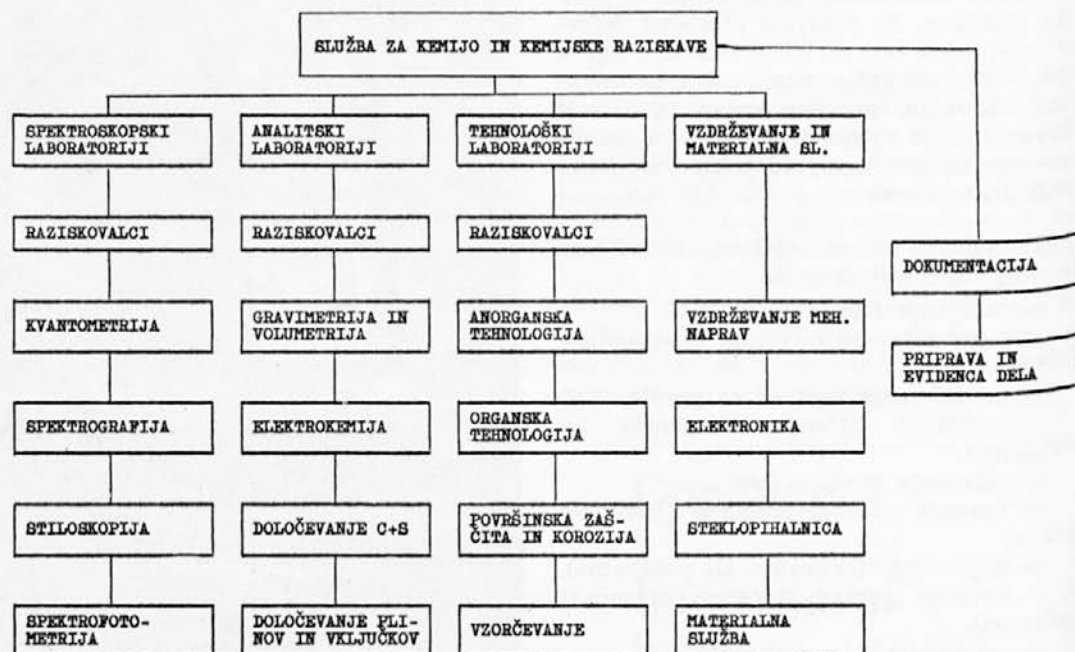 SLUŽBA ZA KEMIJO IN KEMIJSKE RAZISKAVE
SPEKTROSKOPSKI
LABORATORIJI
ANALITSKI
LABORATORIJI
TEHNOLOŠKI
LABORATORIJI
VZDRŽEVANJE IN
MATERIALNA SL.
RAZISKOVALCI
RAZISKOVALCI
RAZISKOVALCI
DOKUMENTACIJA
KVANTOMETRIJA
GRAVIMETRIJA IN
VOLUMETRIJA
ANORGANSKA
TEHNOLOGIJA
VZDRŽEVANJE MEH.
NAPRAV
PRIPRAVA IN
EVIDENCA DELA
SPEKTROGRAFIJA
ELEKTROKEMIJA
ORGANSKA
TEHNOLOGIJA
ELEKTRONIKA
STILOSKOPIJA
DOLOČEVANJE C+S
POVRŠINSKA ZAŠ-
ČITA IN KOROZIJA
STEKLOPIHALNICA
SPEKTROFOTO-
METRIJA
DOLOČEVANJE PLI-
NOV IN VKLJUČKOV
VZORČEVANJE
MATERIALNA
SLUŽBA